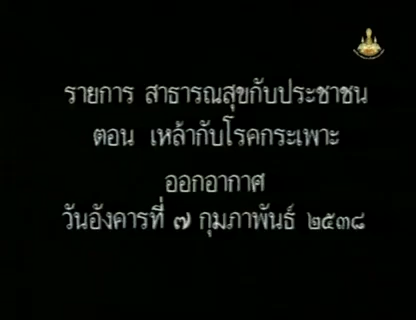 รายการ สาธารณสุขกับประชาชน
ตอน เหล้ากับโรคกระเพาะ
ออกอากาศ
วันอังคารที่ ๗ กุมภาพันธ์ ๒๕๓๘